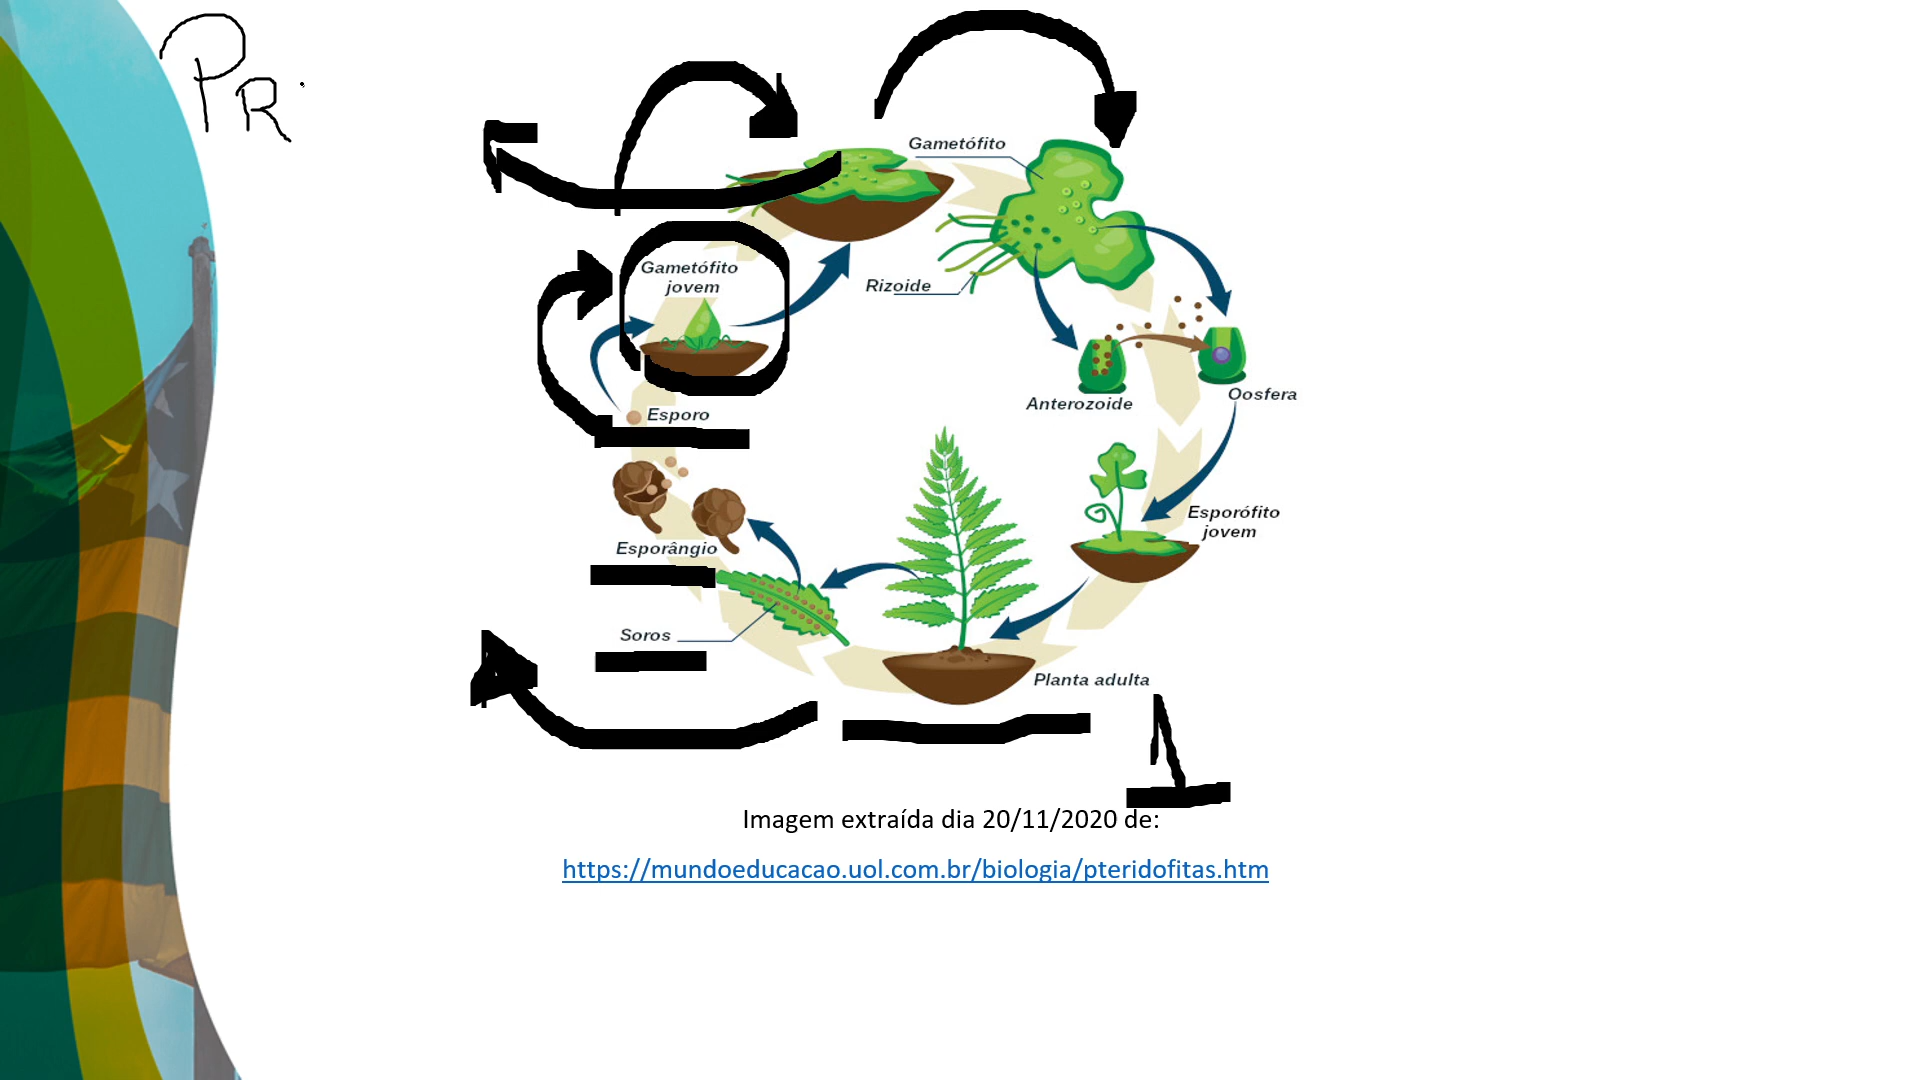 PR
Gametófito
Gametófito
jovem
Rizoide
Oosfera
Anterozoide
Esporo
Esporófito
jovem
Esporângio
Soros
Planta adulta
Imagem extraída dia 20/11/2020 de:
https://mundoeducacao.uol.com.br/biologia/pteridofitas.htm